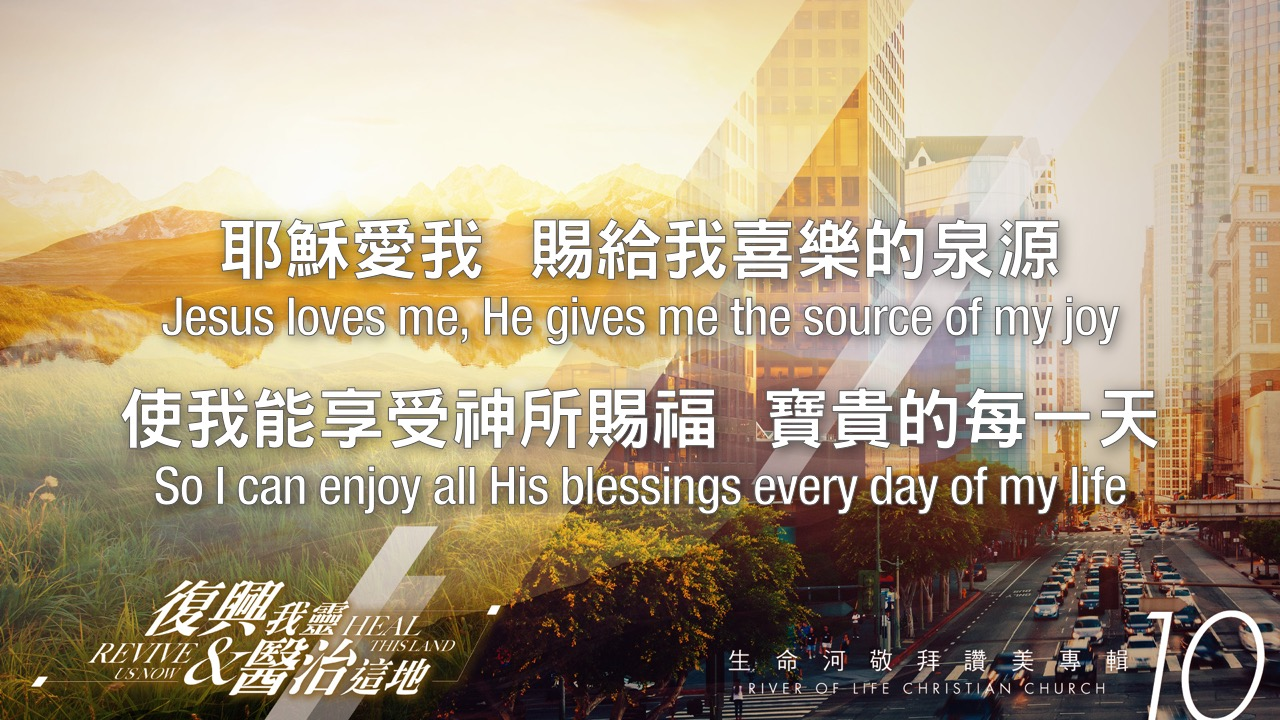 耶穌愛我 賜給我喜樂的泉源
Jesus loves me, He gives me the source of my joy
使我能享受神所賜福 寶貴的每一天
So I can enjoy all His blessings every day of my life
復興我靈 HEAL THIS LAND
REVIVE US NOW & 醫治這地
生命河敬拜讚美專輯 10
RIVER OF LIFE CHRISTIAN CHURCH